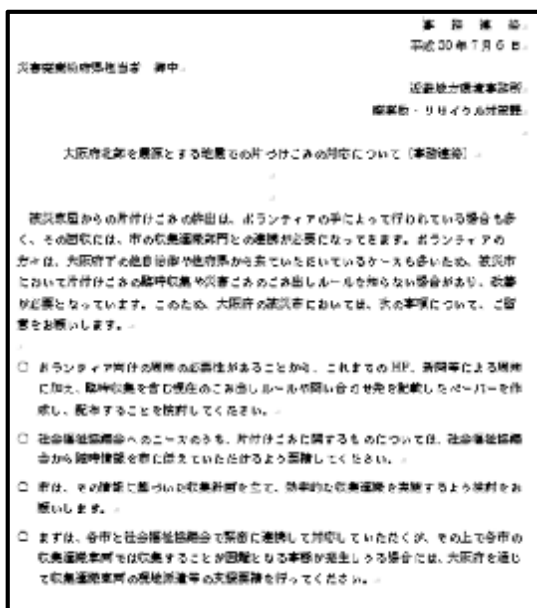 事 務 連 絡
平成30年7月6日
災害廃棄物府県担当者 御中
近畿地方環境事務所
廃棄物・リサイクル対策課
大阪府北部を震源とする地震での片づけごみの対応について(事務連絡)
被災家屋からの片付けごみの排出は、ボランティアの手によって行われている場合も多
く、その回収には、市の収集運搬部門との連携が必要になってきます。ボランティアの
方々は、大阪府下の他自治体や他府県から来ていただいているケースも多いため、被災市
において片付けごみの臨時収集や災害ごみのごみ出しルールを知らない場合があり、改善
が必要となっています。このため、大阪府の被災市においては、次の事項について、ご留
意をお願いします。
○ ボランティア向けの周知の必要性があることから、これまでのHP、新聞等による周知
に加え、臨時収集を含む現在のごみ出しルールや問い合わせ先を記載したペーパーを作
成し、配布することを検討してください。
○ 社会福祉協議会へのニーズのうち、片付けごみに関するものについては、社会福祉協議
会から随時情報を市に伝えていただけるよう要請してください。
○ 市は、その情報に基づいた収集計画を立て、効率的な収集運搬を実施するよう検討をお
願いします。
○ まずは、各市と社会福祉協議会で緊密に連携して対応していただくが、その上で各市の
収集運搬車両では収集することが困難となる事態が発生しうる場合には、大阪府を通じ
て収集運搬車両の現地派遣等の支援要請を行ってください。